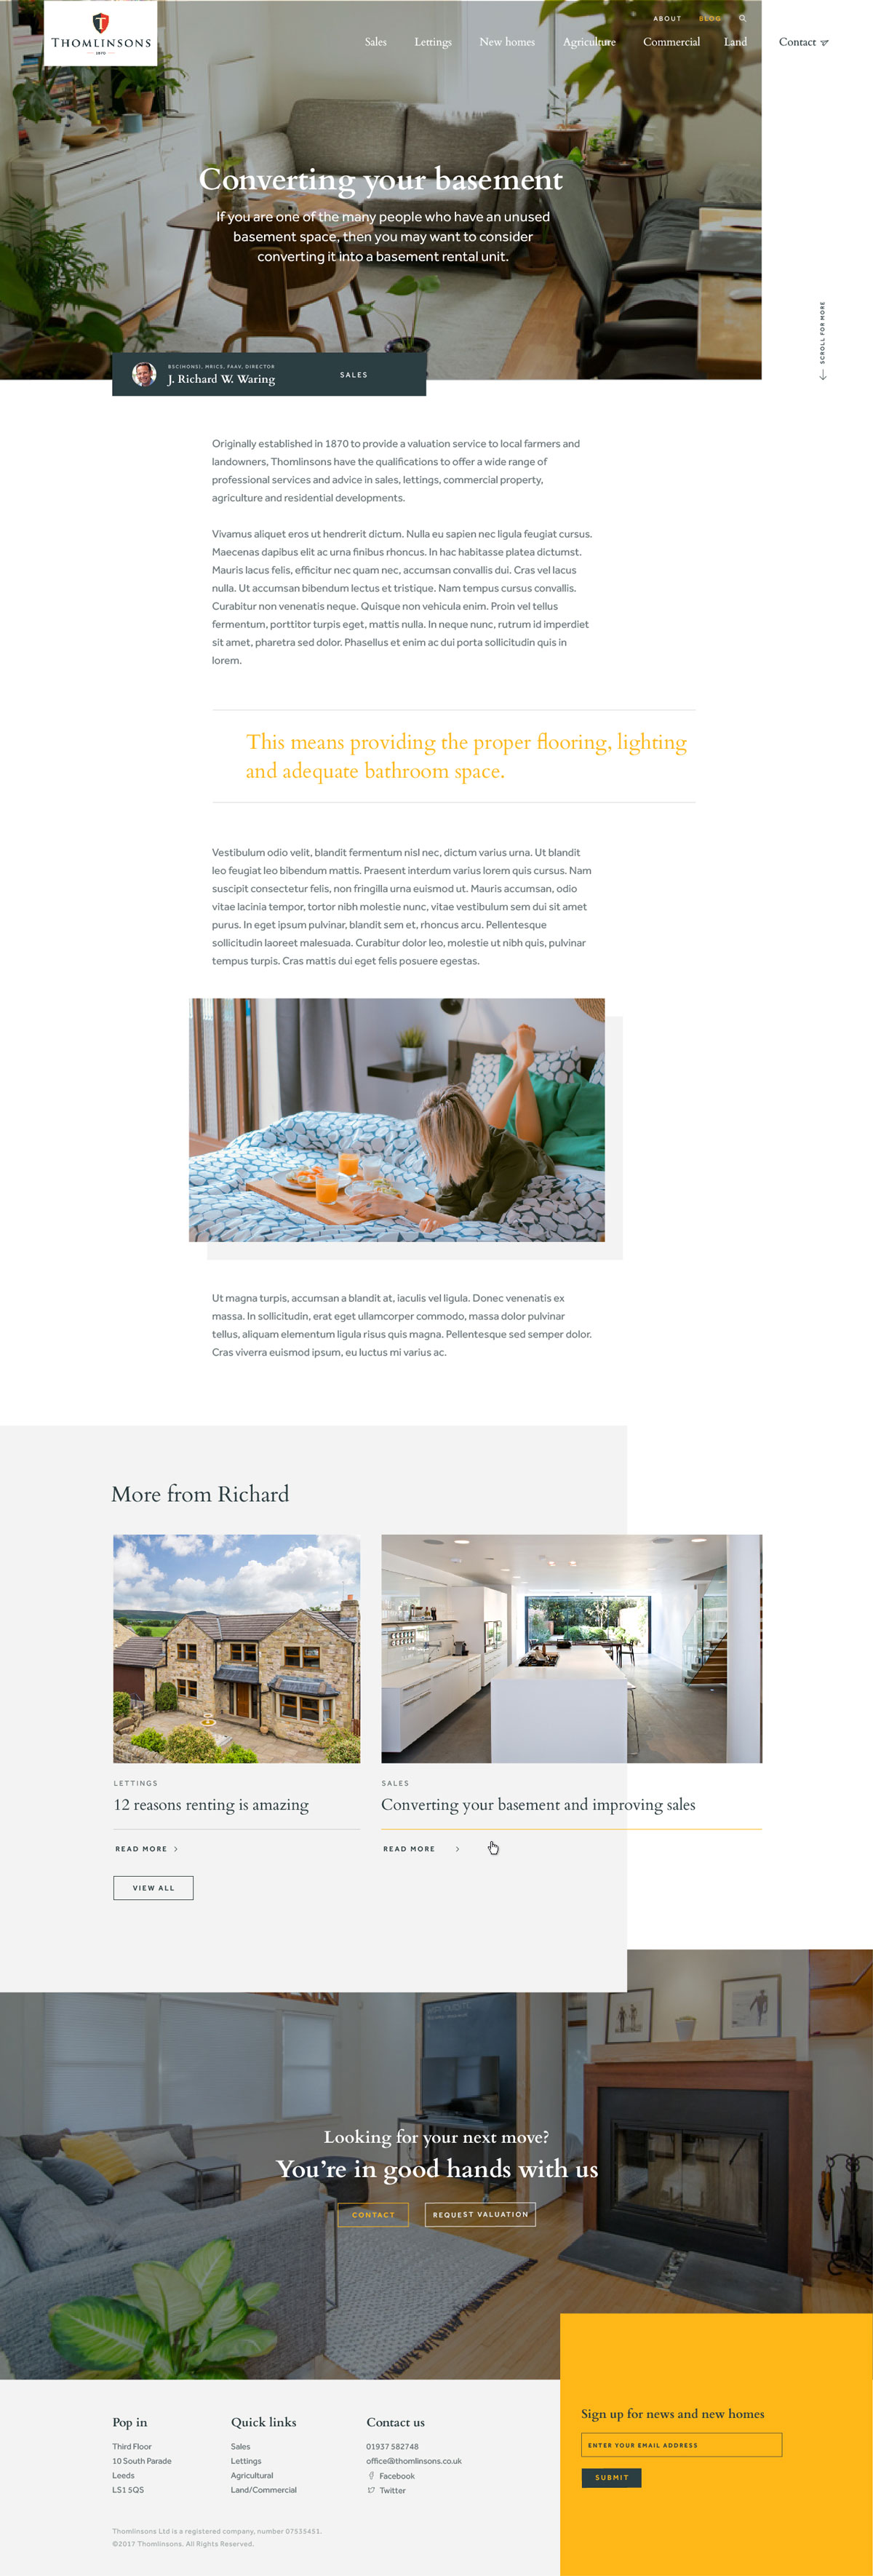 THOMLINSONS
1870
ABOUT BLOG
Sales Lettings New homes Agriculture Commercial Land Contact
Converting your basement
If you are one of the many people who have an unused
basement space, then you may want to consider
converting it into a basement rental unit.
SCROLL FOR MORE
BSC(HONS), MRICS, FAAV, DIRECTOR
J. Richard W. Waring
SALES
Originally established in 1870 to provide a valuation service to local farmers and
landowners, Thomlinsons have the qualifications to offer a wide range of
professional services and advice in sales, lettings, commercial property,
agriculture and residential developments.
Vivamus aliquet eros ut hendrerit dictum. Nulla eu sapien nec ligula feugiat cursus.
Maecenas dapibus elit ac urna finibus rhoncus. In hac habitasse platea dictumst.
Mauris lacus felis, efficitur nec quam nec, accumsan convallis dui. Cras vel lacus
nulla. Ut accumsan bibendum lectus et tristique. Nam tempus cursus convallis.
Curabitur non venenatis neque. Quisque non vehicula enim. Proin vel tellus
fermentum, porttitor turpis eget, mattis nulla. In neque nunc, rutrum id imperdiet
sit amet, pharetra sed dolor. Phasellus et enim ac dui porta sollicitudin quis in
lorem.
This means providing the proper flooring, lighting
and adequate bathroom space.
Vestibulum odio velit, blandit fermentum nisl nec, dictum varius urna. Ut blandit
leo feugiat leo bibendum mattis. Praesent interdum varius lorem quis cursus. Nam
suscipit consectetur felis, non fringilla urna euismod ut. Mauris accumsan, odio
vitae lacinia tempor, tortor nibh molestie nunc, vitae vestibulum sem dui sit amet
purus. In eget ipsum pulvinar, blandit sem et, rhoncus arcu. Pellentesque
sollicitudin laoreet malesuada. Curabitur dolor leo, molestie ut nibh quis, pulvinar
tempus turpis. Cras mattis dui eget felis posuere egestas.
Ut magna turpis, accumsan a blandit at, iaculis vel ligula. Donec venenatis ex
massa. In sollicitudin, erat eget ullamcorper commodo, massa dolor pulvinar
tellus, aliquam elementum ligula risus quis magna. Pellentesque sed semper dolor.
Cras viverra euismod ipsum, eu luctus mi varius ac.
More from Richard
LETTINGS
12 reasons renting is amazing
READ MORE
SALES
Converting your basement and improving sales
READ MORE
VIEW ALL
Looking for your next move?
You're in good hands with us
CONTACT
REQUEST VALUATION
Pop in
Third Floor
10 South Parade
Leeds
LS1 5QS
Quick links
Sales
Lettings
Agricultural
Land/Commercial
Contact us
01937 582748
office@thomlinsons.co.uk
Facebook
Twitter
Sign up for news and new homes
ENTER YOUR EMAIL ADDRESS
SUBMIT
Thomlinsons Ltd is a registered company, number 07535451.
©2017 Thomlinsons. All Rights Reserved.